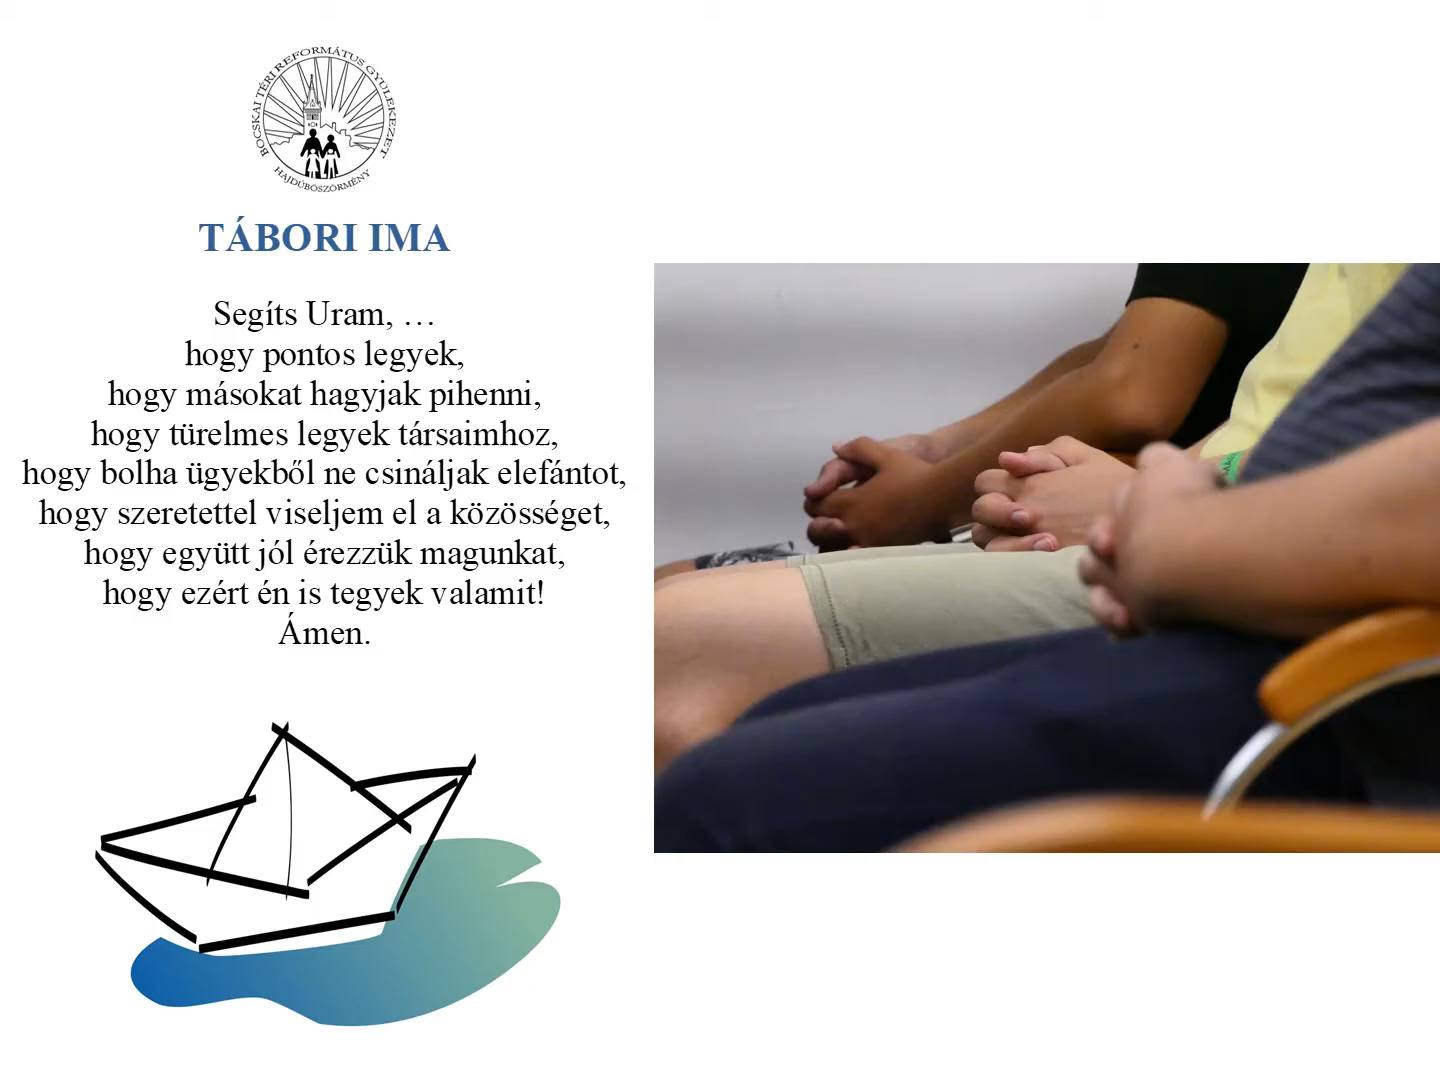 BOCSKAI TÉRI REFORMÁTUS GYÜLEKEZET
HAJDÚBÖSZÖRMÉNY
TÁBORI IMA
Segíts Uram, …
hogy pontos legyek,
hogy másokat hagyjak pihenni,
hogy türelmes legyek társaimhoz,
hogy bolha ügyekből ne csináljak elefántot,
hogy szeretettel viseljem el a közösséget,
hogy együtt jól érezzük magunkat,
hogy ezért én is tegyek valamit!
Ámen.